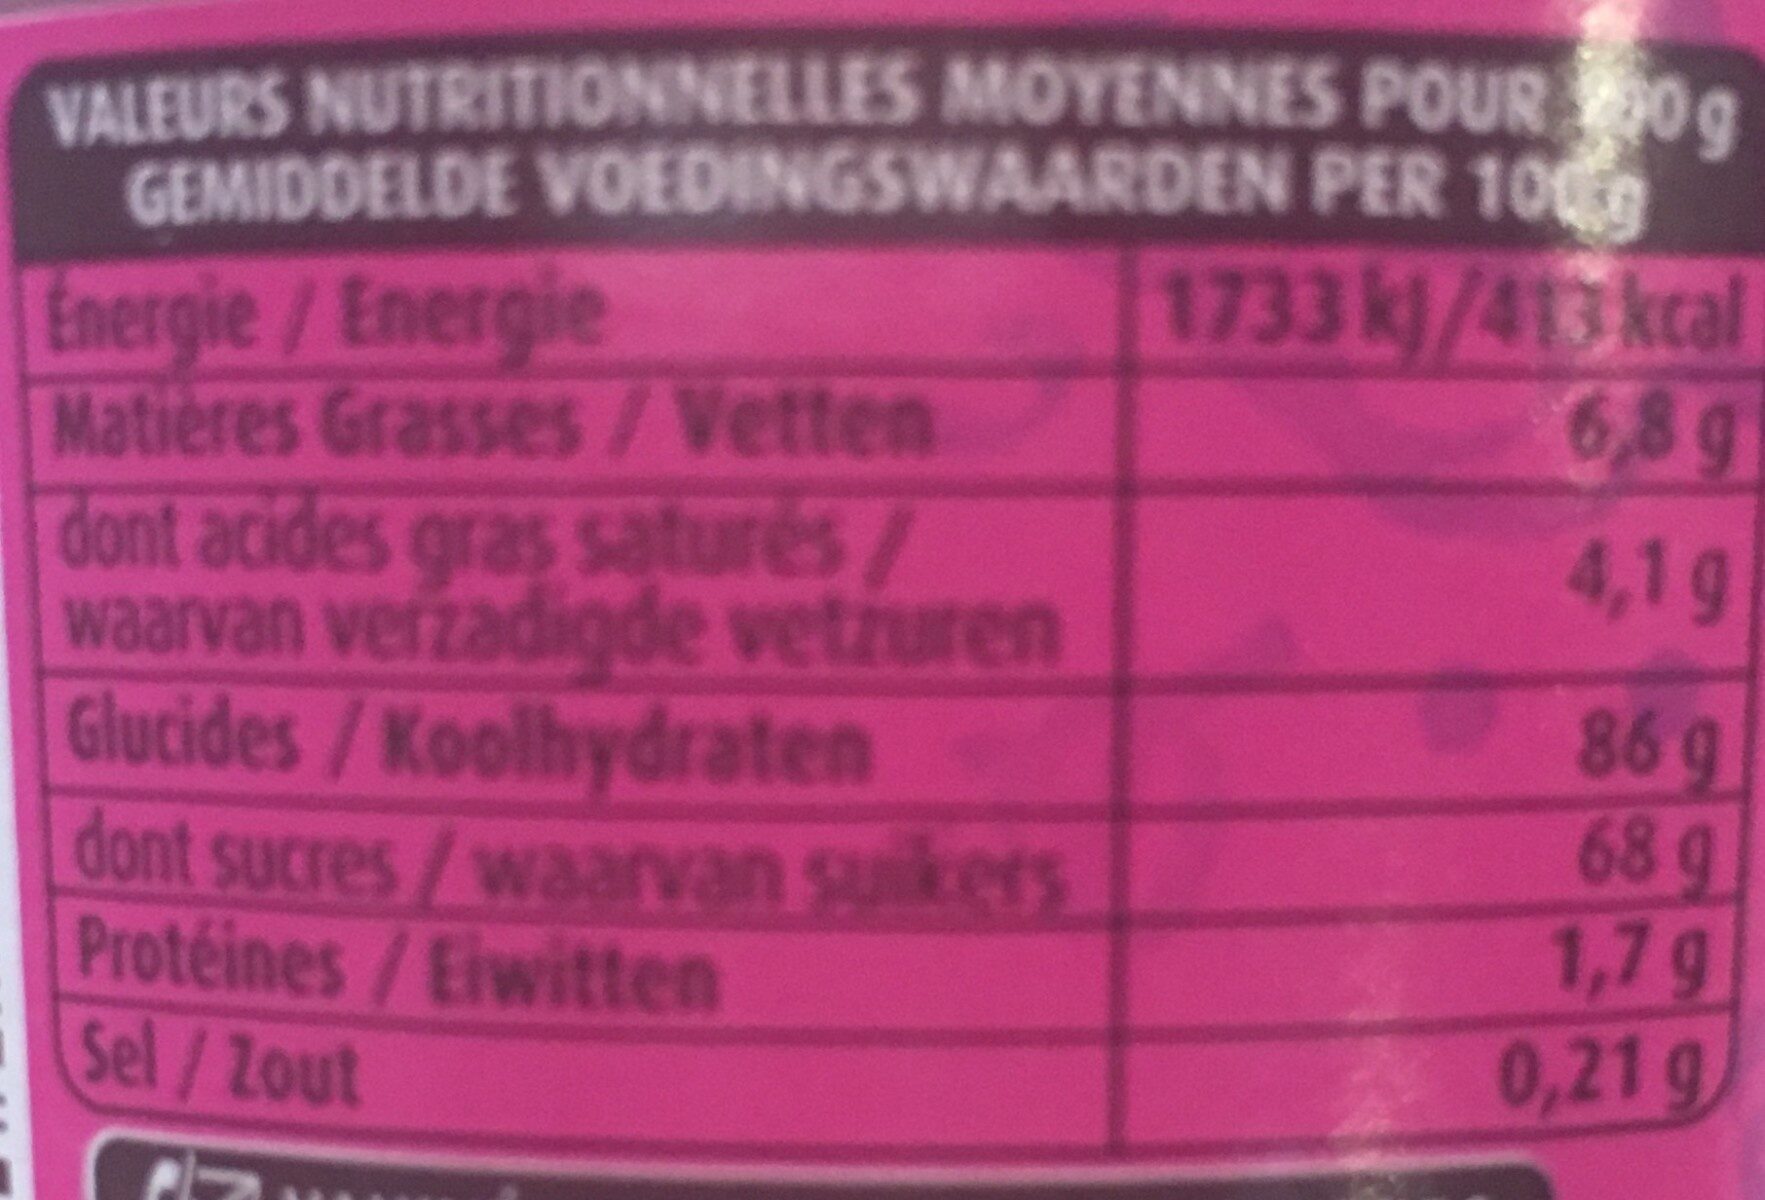 VALEURS NUTRITIONNELLES MOYENNES POUR 100 g
GEMIDDELDE VOEDINGSWAARDEN PER 100 g
Énergie / Energie 1733 kJ/413 kcal
Matières Grasses / Vetten 6,8 g
dont acides gras saturés /
waarvan verzadigde vetzuren 4,1 g
Glucides / Koolhydraten 86 g
dont sucres / waarvan suikers 68 g
Protéines / Eiwitten 1,7 g
Sel / Zout 0,21 g